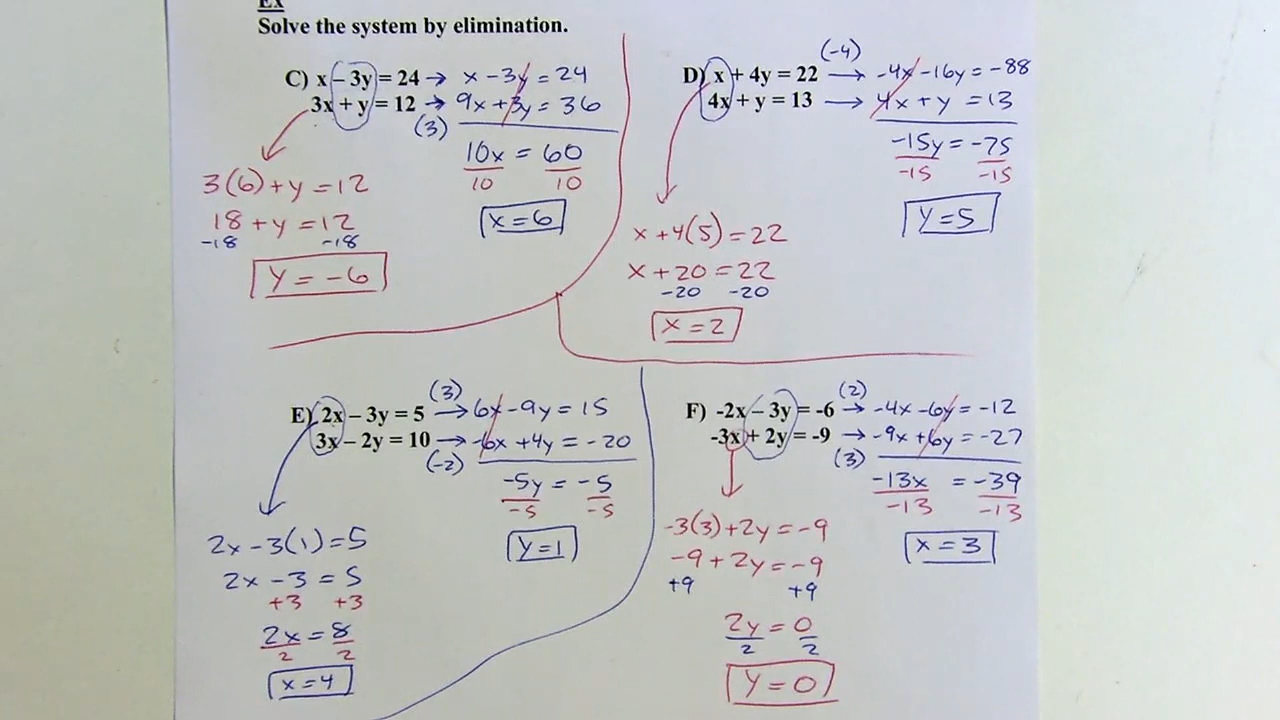 Ex
Solve the system by elimination.
C) x – 3y = 24 → x - 3y = 24
3x + y = 12 → 9x + 3y = 36
(3)
10x = 60
10 10
x = 6
3(6) + y = 12
18 + y = 12
-18 -18
y = -6
(-4)
D) x + 4y = 22 → -4x - 16y = -88
4x + y = 13 → 4x + y = 13
-15y = -75
-15 -15
y = 5
x + 4(5) = 22
x + 20 = 22
-20 -20
x = 2
(3)
E) 2x – 3y = 5 → 6x - 9y = 15
3x – 2y = 10 → -6x + 4y = -20
(-2)
-5y = -5
-5 -5
y = 1
2x - 3(1) = 5
2x - 3 = 5
+3 +3
2x = 8
2 2
x = 4
(2)
F) -2x – 3y = -6 → -4x - 6y = -12
-3x + 2y = -9 → -9x + 6y = -27
(3)
-13x = -39
-13 -13
x = 3
-3(3) + 2y = -9
-9 + 2y = -9
+9 +9
2y = 0
2 2
y = 0